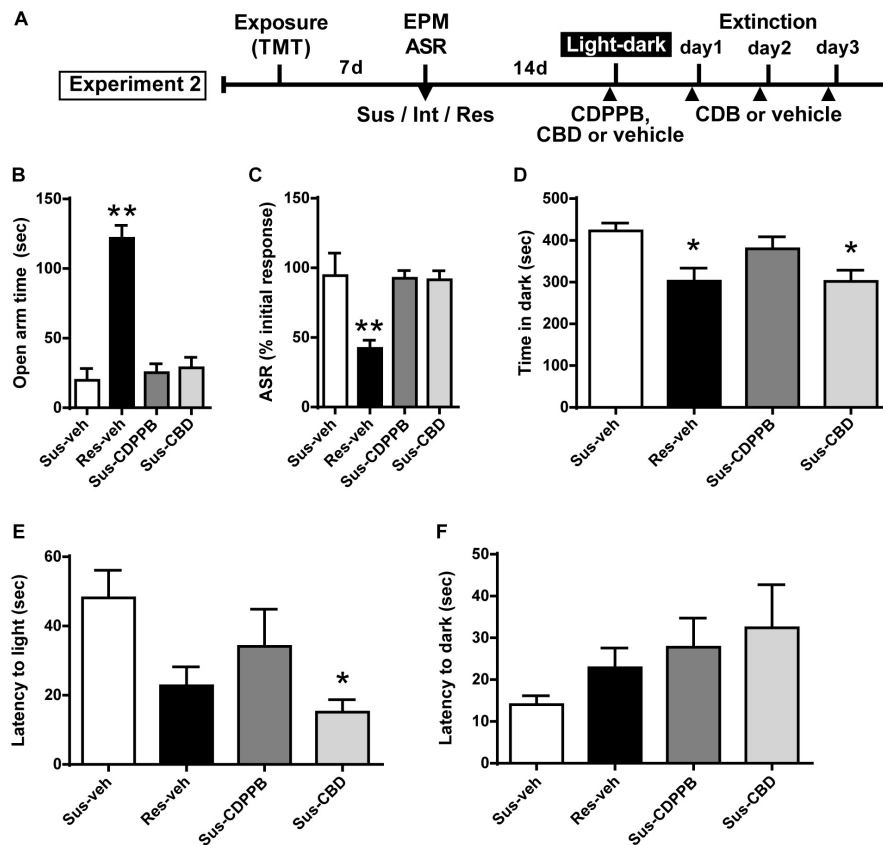 A
Exposure
(TMT)
EPM
ASR
Light-dark
Extinction
day1 day2 day3
7d
14d
Experiment 2
Sus / Int / Res
CDPPB,
CBD or vehicle
CDB or vehicle
B
Open arm time (sec)
150
100
50
0
**
Sus-veh
Res-veh
Sus-CDPPB
Sus-CBD
C
ASR (% initial response)
150
100
50
0
**
Sus-veh
Res-veh
Sus-CDPPB
Sus-CBD
D
Time in dark (sec)
500
400
300
200
100
0
*
*
Sus-veh
Res-veh
Sus-CDPPB
Sus-CBD
E
Latency to light (sec)
60
40
20
0
*
Sus-veh
Res-veh
Sus-CDPPB
Sus-CBD
F
Latency to dark (sec)
50
40
30
20
10
0
Sus-veh
Res-veh
Sus-CDPPB
Sus-CBD